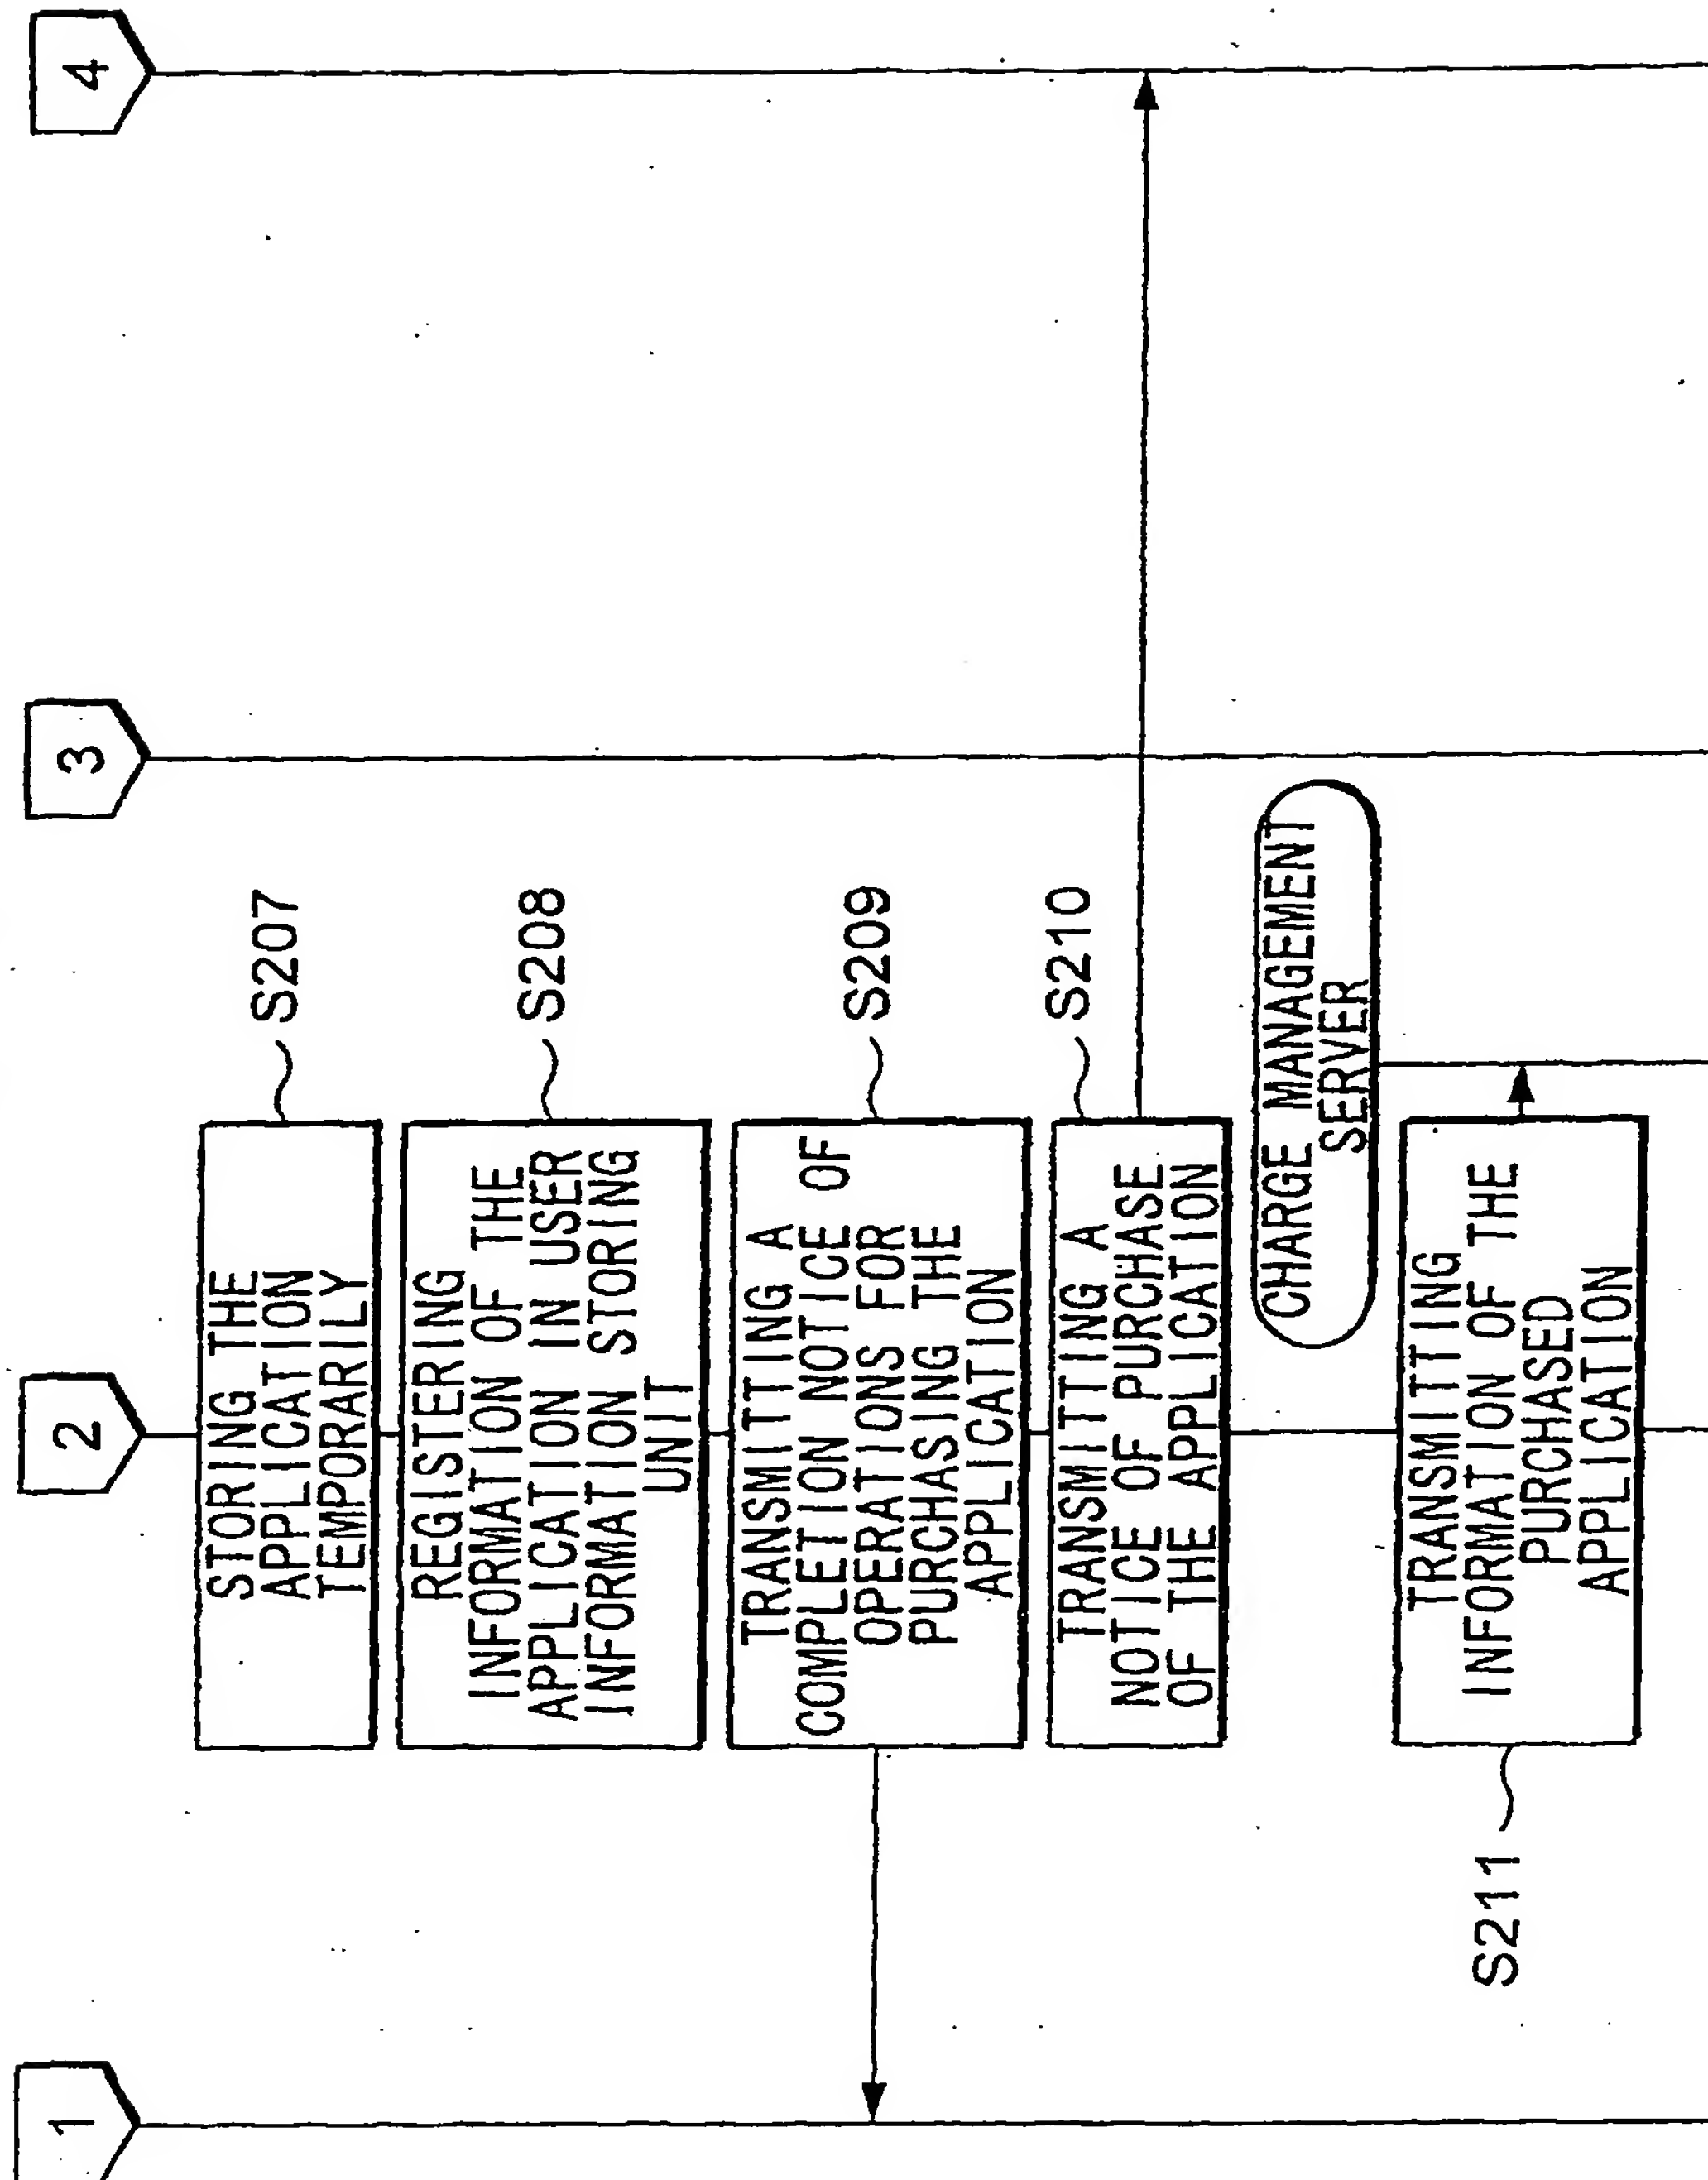 1
2
3
4
STORING THE
APPLICATION
TEMPORARILY
S207
REGISTERING
INFORMATION OF THE
APPLICATION IN USER
INFORMATION STORING
UNIT
S208
TRANSMITTING A
COMPLETION NOTICE OF
OPERATIONS FOR
PURCHASING THE
APPLICATION
S209
TRANSMITTING A
NOTICE OF PURCHASE
OF THE APPLICATION
S210
CHARGE MANAGEMENT
SERVER
TRANSMITTING
INFORMATION OF THE
PURCHASED
APPLICATION
S211